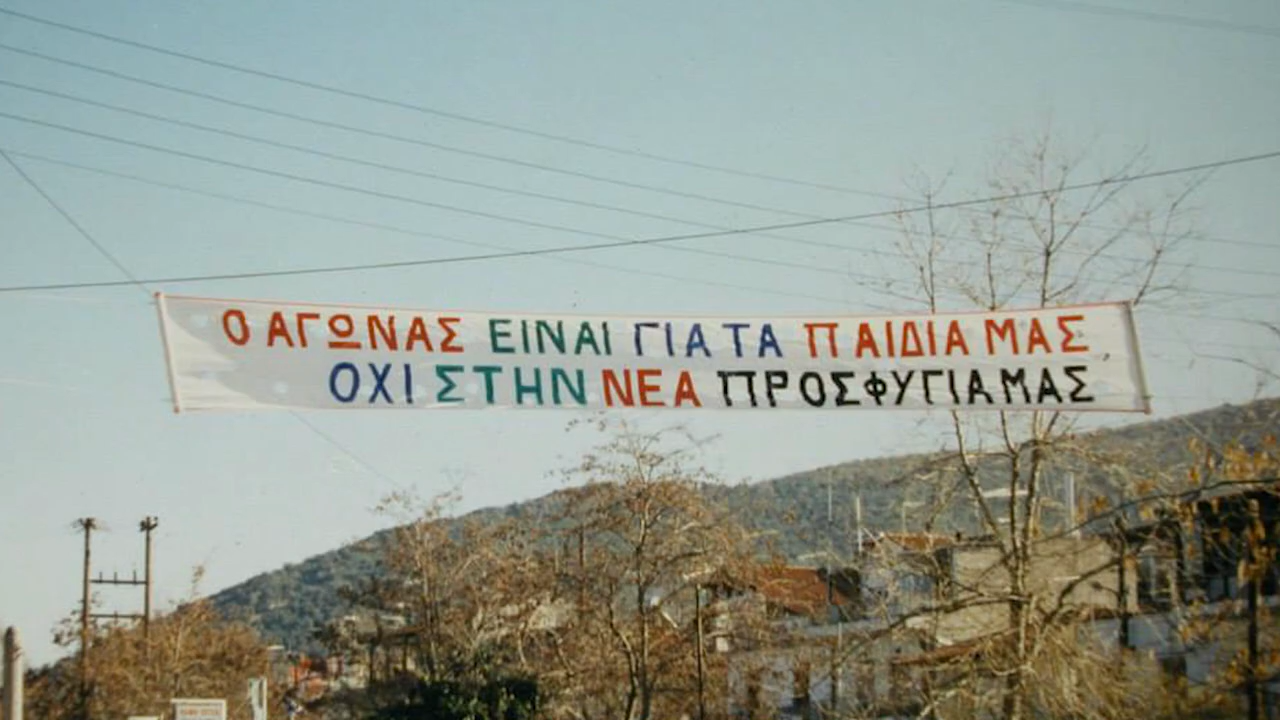 Ο ΑΓΩΝΑΣ ΕΙΝΑΙ ΓΙΑ ΤΑ ΠΑΙΔΙΑ ΜΑΣ
ΟΧΙ ΣΤΗΝ ΝΕΑ ΠΡΟΣΦΥΓΙΑ ΜΑΣ